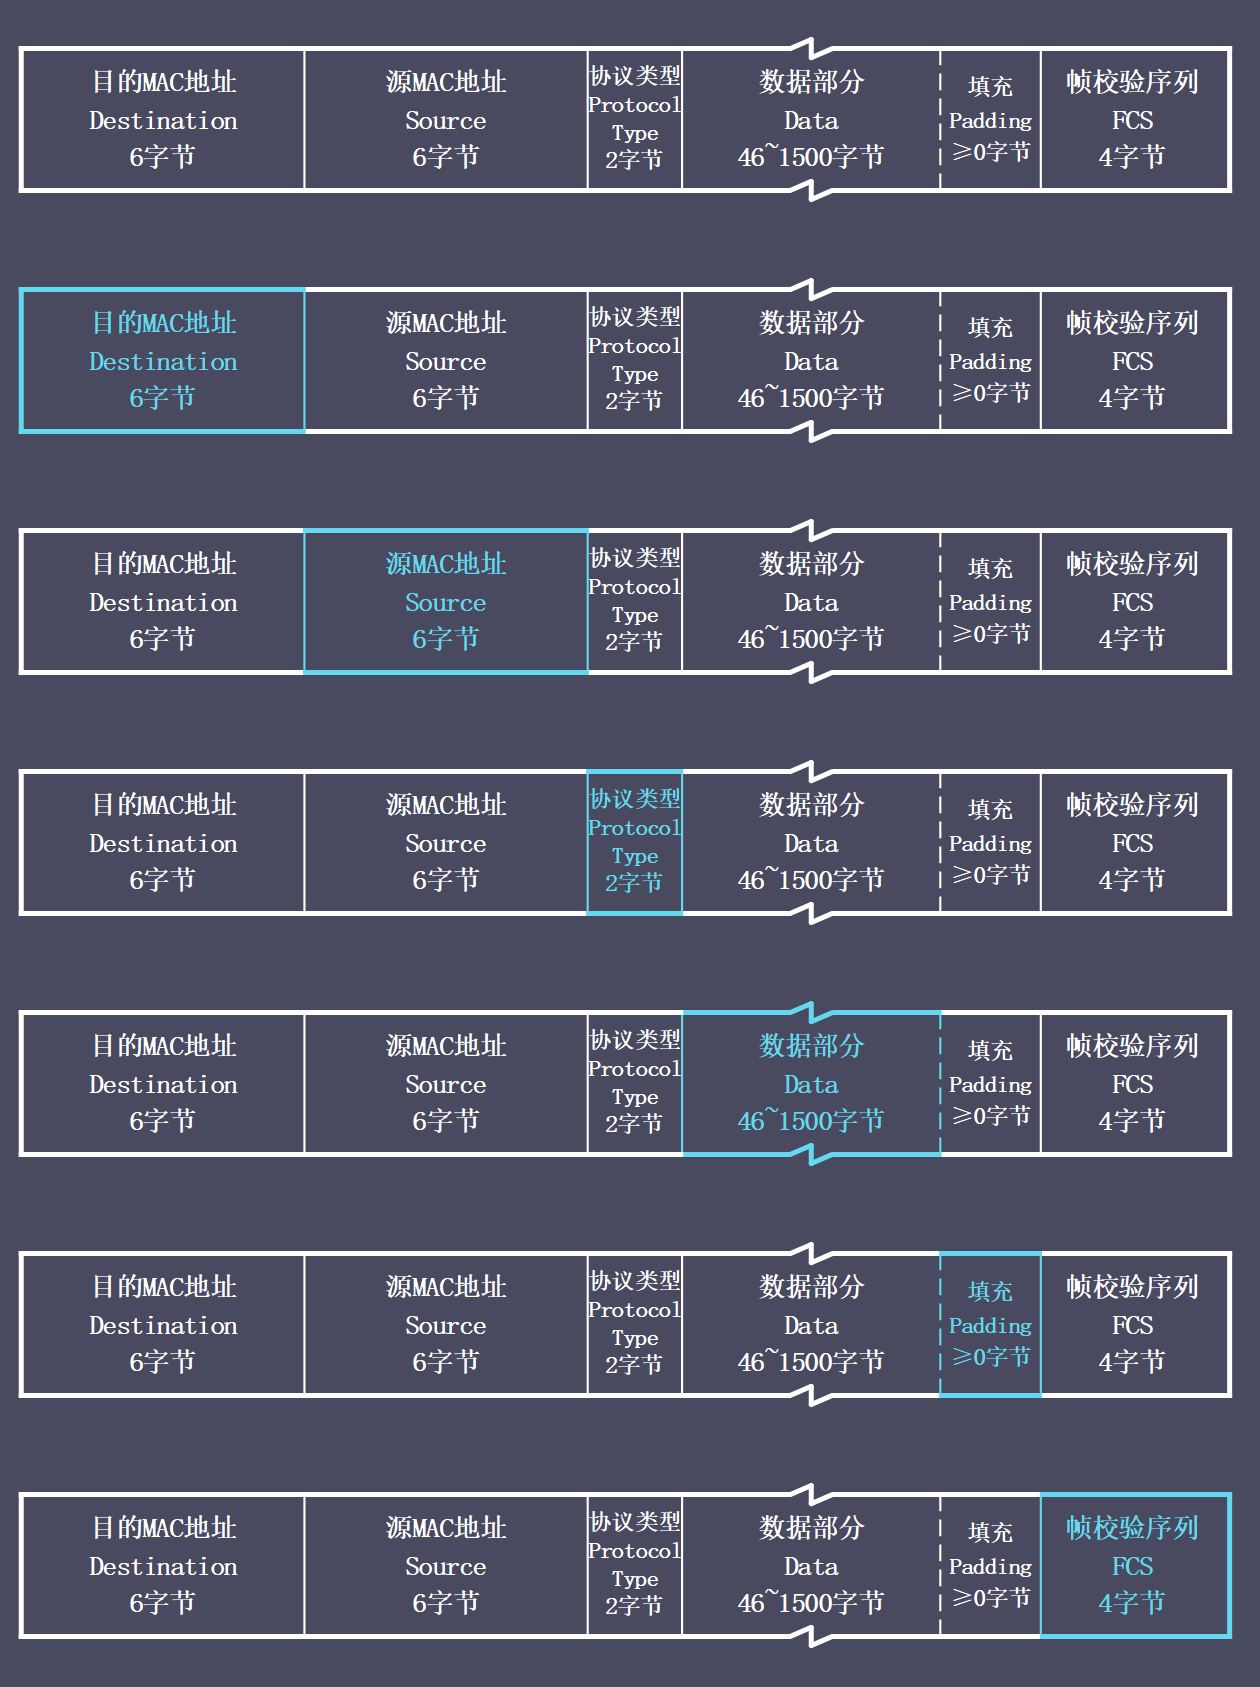 目的MAC地址
Destination
6字节
源MAC地址
Source
6字节
协议类型
Protocol
Type
2字节
数据部分
Data
46~1500字节
填充
Padding
≥0字节
帧校验序列
FCS
4字节
目的MAC地址
Destination
6字节
源MAC地址
Source
6字节
协议类型
Protocol
Type
2字节
数据部分
Data
46~1500字节
填充
Padding
≥0字节
帧校验序列
FCS
4字节
目的MAC地址
Destination
6字节
源MAC地址
Source
6字节
协议类型
Protocol
Type
2字节
数据部分
Data
46~1500字节
填充
Padding
≥0字节
帧校验序列
FCS
4字节
目的MAC地址
Destination
6字节
源MAC地址
Source
6字节
协议类型
Protocol
Type
2字节
数据部分
Data
46~1500字节
填充
Padding
≥0字节
帧校验序列
FCS
4字节
目的MAC地址
Destination
6字节
源MAC地址
Source
6字节
协议类型
Protocol
Type
2字节
数据部分
Data
46~1500字节
填充
Padding
≥0字节
帧校验序列
FCS
4字节
目的MAC地址
Destination
6字节
源MAC地址
Source
6字节
协议类型
Protocol
Type
2字节
数据部分
Data
46~1500字节
填充
Padding
≥0字节
帧校验序列
FCS
4字节
目的MAC地址
Destination
6字节
源MAC地址
Source
6字节
协议类型
Protocol
Type
2字节
数据部分
Data
46~1500字节
填充
Padding
≥0字节
帧校验序列
FCS
4字节